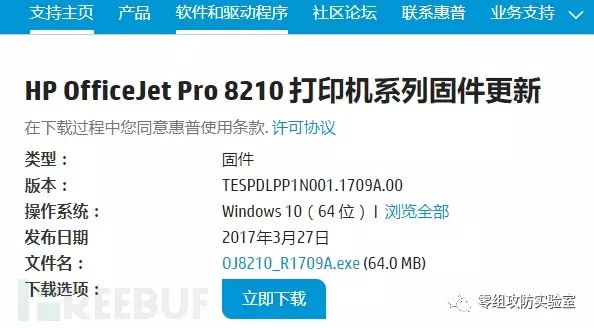 支持主页 产品 软件和驱动程序 社区论坛 联系惠普 业务支持
HP OfficeJet Pro 8210 打印机系列固件更新
在下载过程中您同意惠普使用条款. 许可协议
类型： 固件
版本： TESPDLPP1N001.1709A.00
操作系统： Windows 10（64 位）| 浏览全部
发布日期 2017年3月27日
文件名： OJ8210_R1709A.exe (64.0 MB)
下载选项： 立即下载
FREEBUF
零组攻防实验室